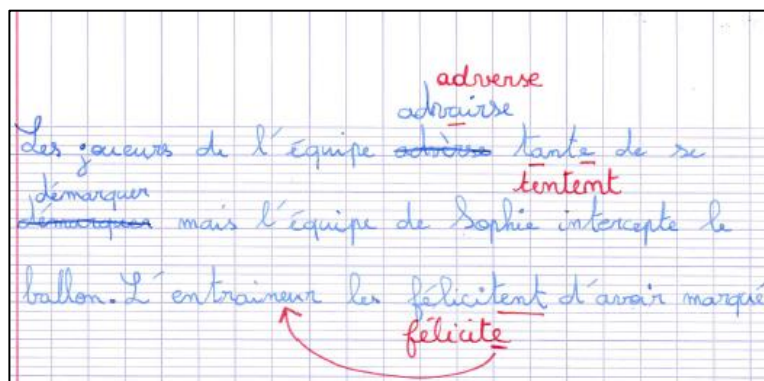 adverse
advairse
Les joueurs de l'équipe advèrse tante de se
tentent
démarquer
démarquer mais l'équipe de Sophie intercepte le
ballon. L'entraineur les félicitent d'avoir marqué
félicite